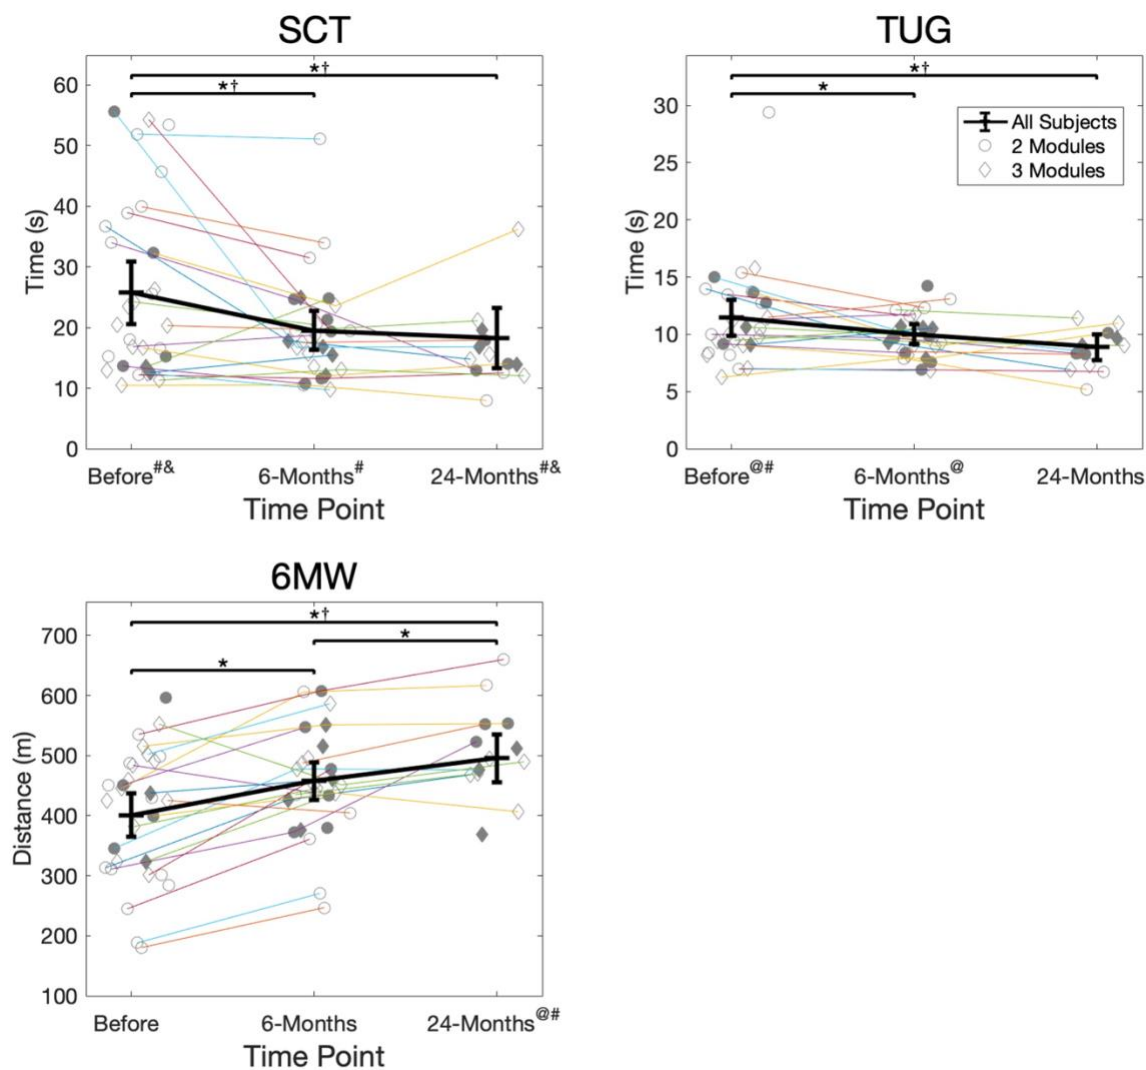 SCT
*†
*†
60
50
40
30
20
10
0
Time (s)
Before#&
6-Months#
24-Months#&
Time Point
TUG
*†
*
All Subjects
2 Modules
3 Modules
30
25
20
15
10
5
0
Time (s)
Before@#
6-Months@
24-Months
Time Point
6MW
*†
*
*
700
600
500
400
300
200
100
Distance (m)
Before
6-Months
24-Months@#
Time Point